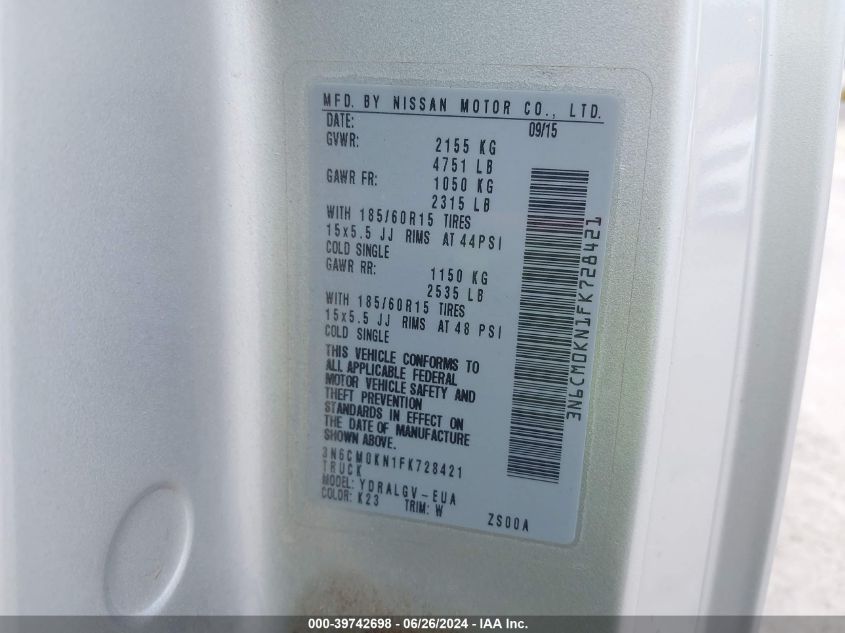 MFD. BY NISSAN MOTOR CO., LTD.
DATE: 09/15
GVWR: 2155 KG
4751 LB
GAWR FR: 1050 KG
2315 LB
WITH 185/60R15 TIRES
15x5.5 JJ RIMS AT 44PSI
COLD SINGLE
GAWR RR: 1150 KG
2535 LB
WITH 185/60R15 TIRES
15x5.5 JJ RIMS AT 48 PSI
COLD SINGLE
THIS VEHICLE CONFORMS TO
ALL APPLICABLE FEDERAL
MOTOR VEHICLE SAFETY AND
THEFT PREVENTION
STANDARDS IN EFFECT ON
THE DATE OF MANUFACTURE
SHOWN ABOVE.
3N6CM0KN1FK728421
TRUCK
MODEL: YDRALGV-EUA
COLOR: K23 TRIM: W ZS00A
3N6CM0KN1FK728421
000-39742698 - 06/26/2024 - IAA Inc.